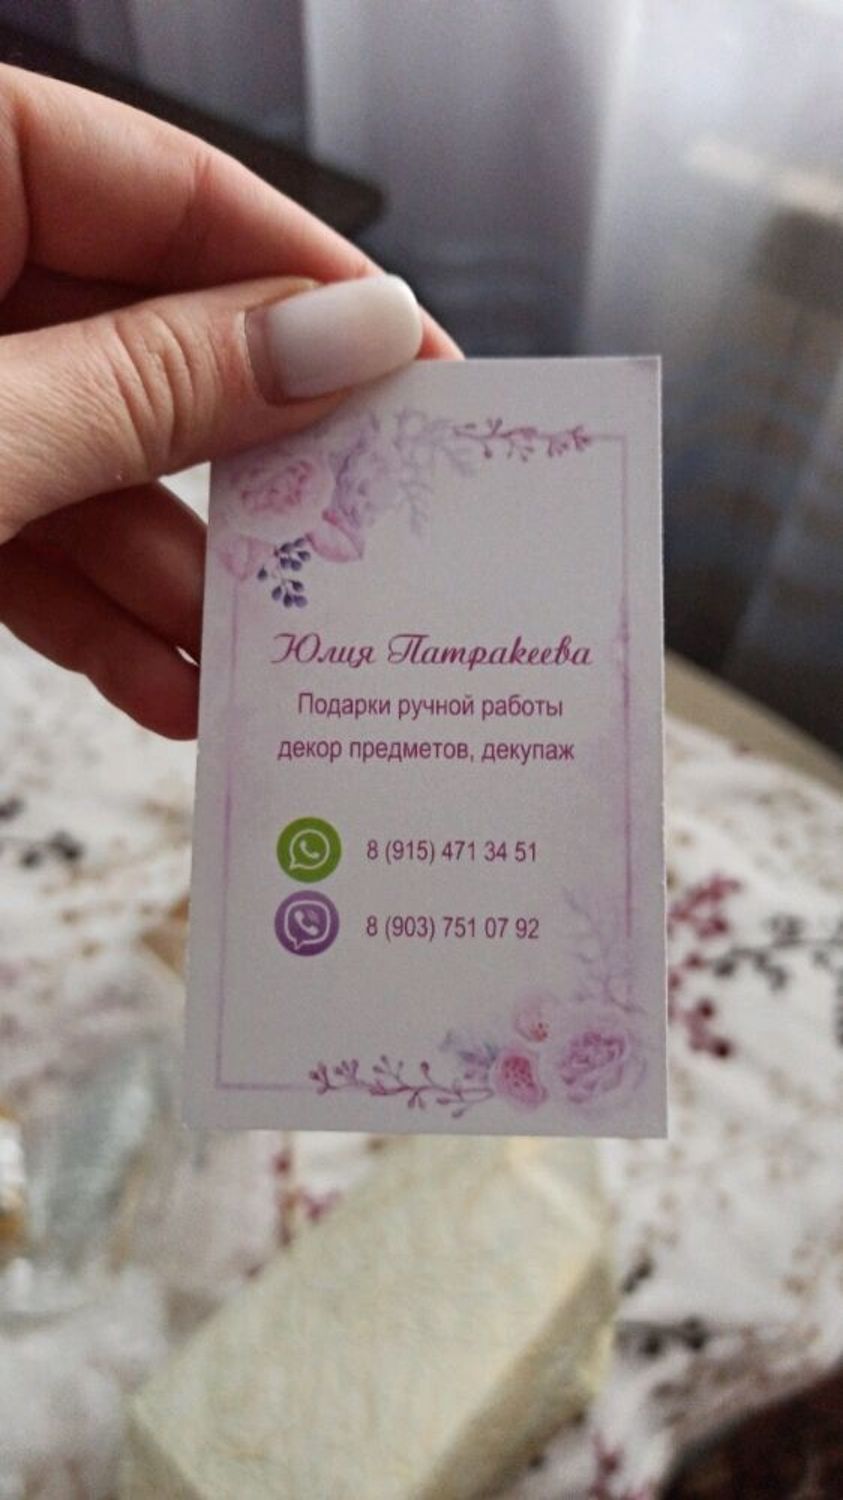 Юлия Патракеева
Подарки ручной работы
декор предметов, декупаж
8 (915) 471 34 51
8 (903) 751 07 92